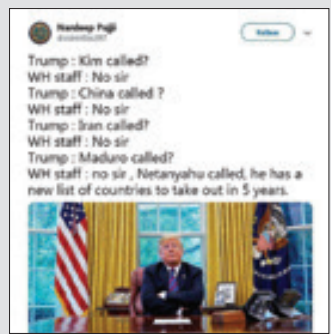 Nardeep Pujji
Follow
Trump : Kim called?
WH staff : No sir
Trump : China called ?
WH staff : No sir
Trump : Iran called?
WH staff : No sir
Trump : Maduro called?
WH staff : no sir , Netanyahu called, he has a
new list of countries to take out in 5 years.